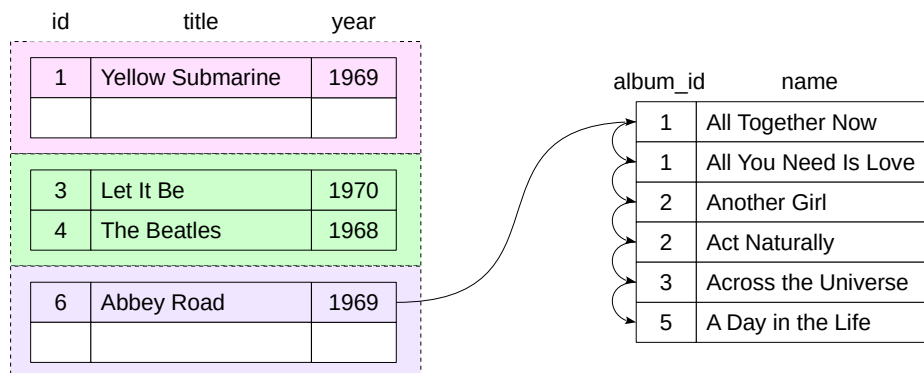 id title year
1 Yellow Submarine 1969
3 Let It Be 1970
4 The Beatles 1968
6 Abbey Road 1969
album_id name
1 All Together Now
1 All You Need Is Love
2 Another Girl
2 Act Naturally
3 Across the Universe
5 A Day in the Life